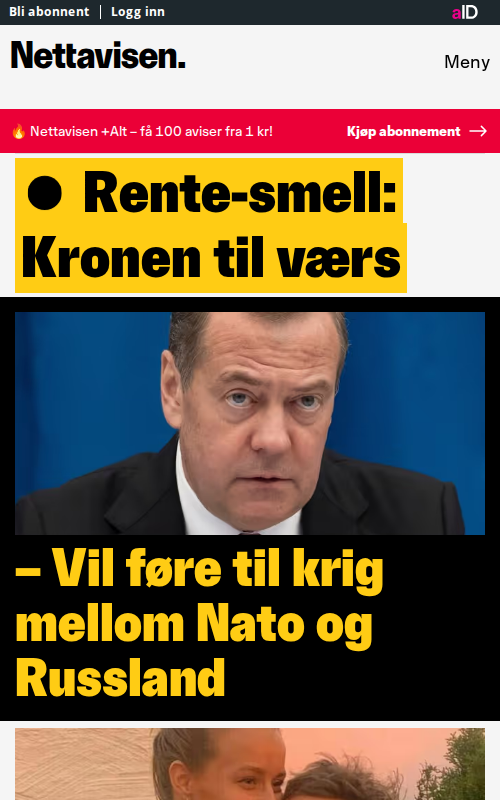 Bli abonnent | Logg inn
aID
Nettavisen.
Meny
🔥 Nettavisen +Alt – få 100 aviser fra 1 kr!
Kjøp abonnement →
● Rente-smell:
Kronen til værs
– Vil føre til krig
mellom Nato og
Russland